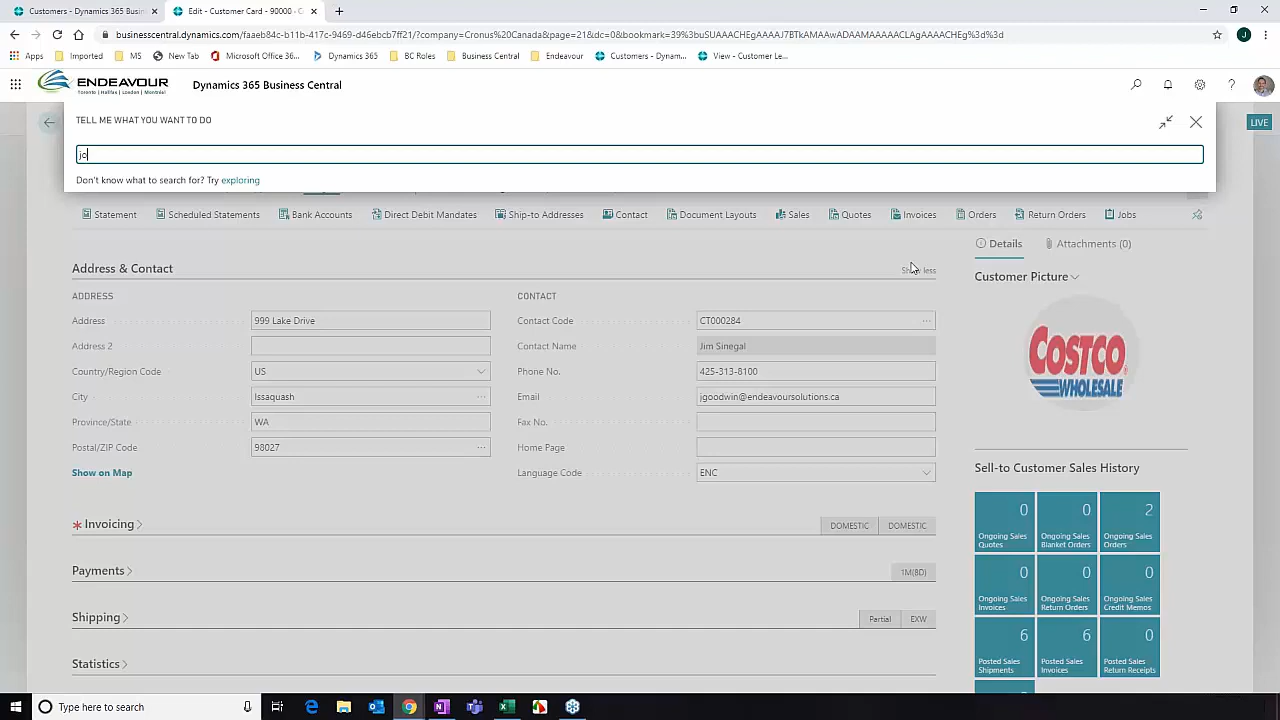 Customers - Dynamics 365 Busin
Edit - Customer Card - 90000 - C
businesscentral.dynamics.com/faaeb84c-b11b-417c-9469-d46ebcb7ff21/?company=Cronus%20Canada&page=21&dc=0&bookmark=39%3bUSUAAACHEgAAAAJ7BTkAMAAwADAAMAAAAACLAgAAAACHEg%3d%3d
Imported
MS
New Tab
Microsoft Office 36...
Dynamics 365
BC Roles
Business Central
Endeavour
Customers - Dynam...
View - Customer Le...
ENDEAVOUR
Toronto | Halifax | London | Montréal
Dynamics 365 Business Central
TELL ME WHAT YOU WANT TO DO
LIVE
jo
Don't know what to search for? Try exploring
Statement
Scheduled Statements
Bank Accounts
Direct Debit Mandates
Ship-to Addresses
Contact
Document Layouts
Sales
Quotes
Invoices
Orders
Return Orders
Jobs
Details
Attachments (0)
Address & Contact
less
Customer Picture
ADDRESS
CONTACT
Address
999 Lake Drive
Contact Code
CT000284
Address 2
Contact Name
Jim Sinegal
Country/Region Code
US
Phone No.
425-313-8100
City
Issaquash
Email
jgoodwin@endeavoursolutions.ca
Province/State
WA
Fax No.
Postal/ZIP Code
98027
Home Page
Show on Map
Language Code
ENC
COSTCO
WHOLESALE
Sell-to Customer Sales History
Invoicing
DOMESTIC
DOMESTIC
Payments
1M(8D)
Shipping
Partial
EXW
Statistics
0
Ongoing Sales
Quotes
0
Ongoing Sales
Blanket Orders
2
Ongoing Sales
Orders
0
Ongoing Sales
Invoices
0
Ongoing Sales
Return Orders
0
Ongoing Sales
Credit Memos
6
Posted Sales
Shipments
6
Posted Sales
Invoices
0
Posted Sales
Return Receipts
Type here to search